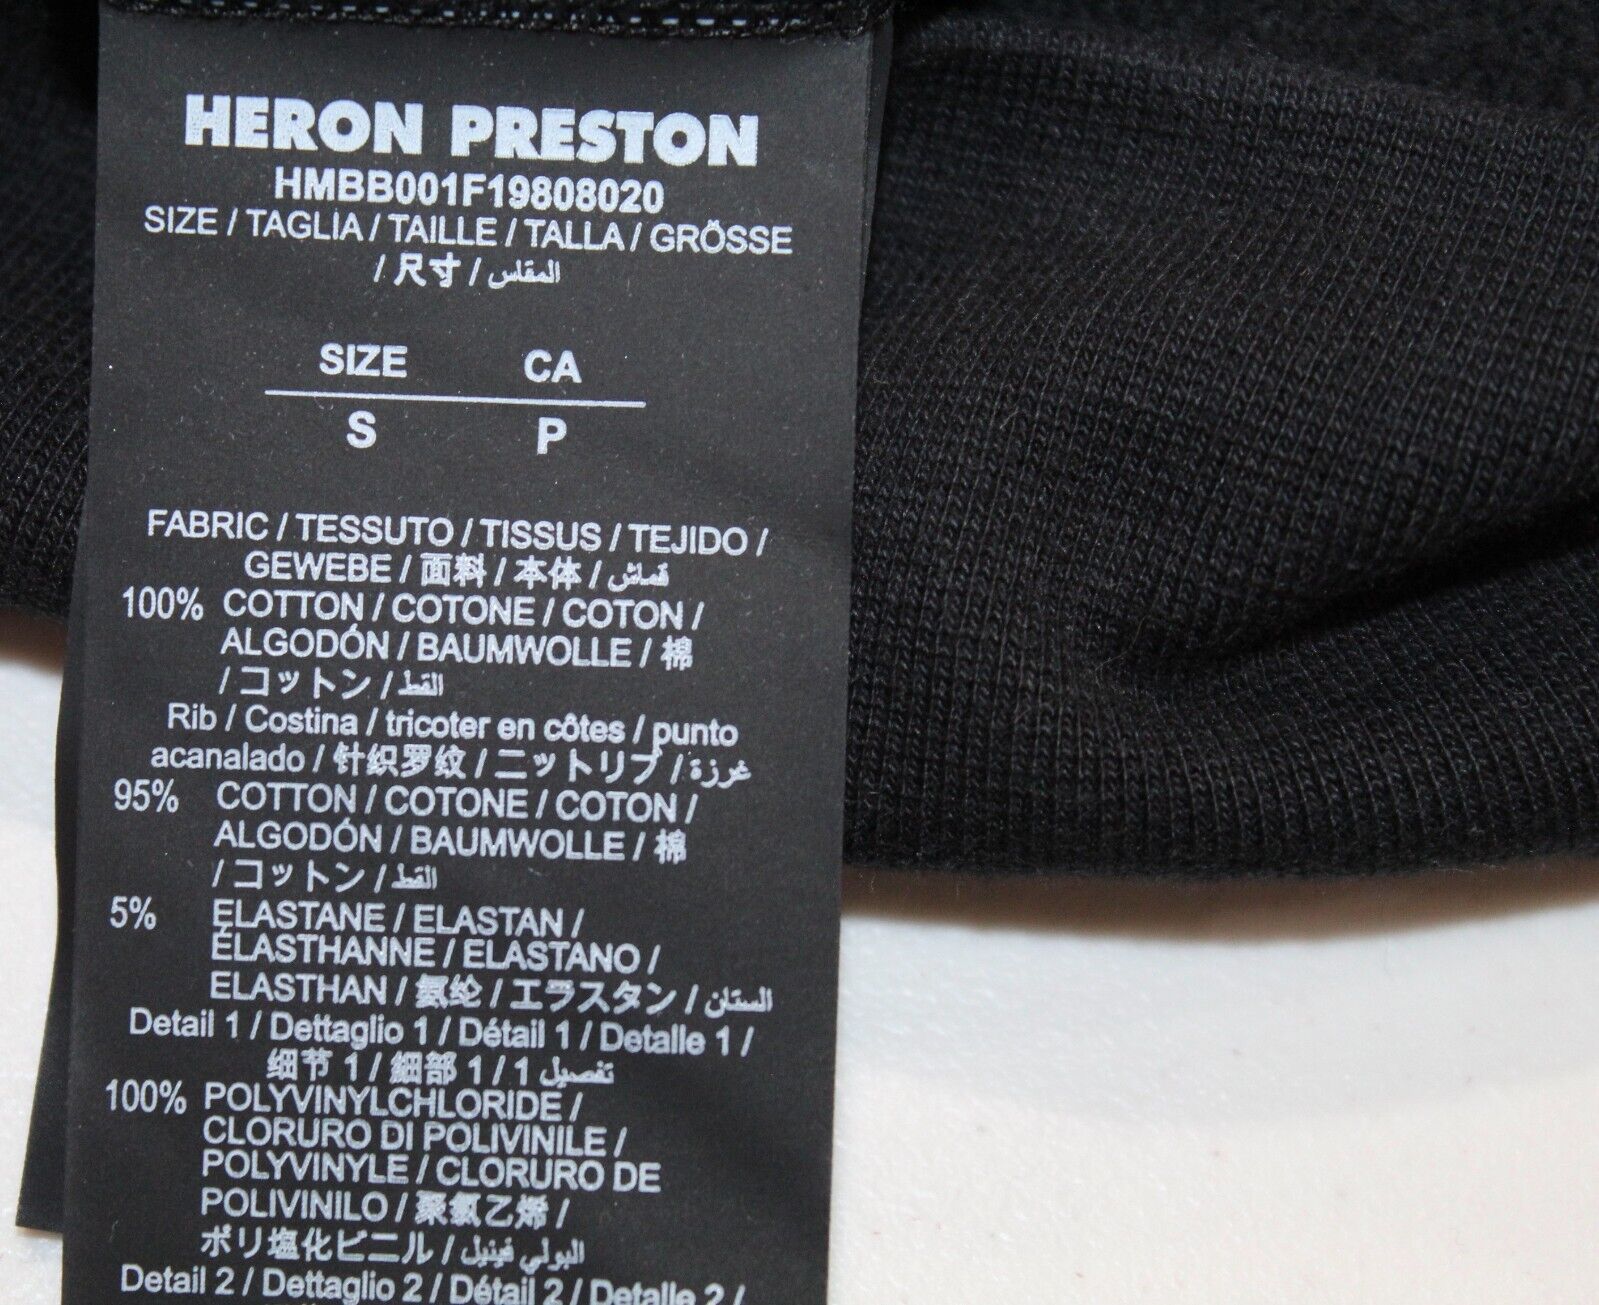 HERON PRESTON
HMBB001F19808020
SIZE / TAGLIA / TAILLE / TALLA / GRÖSSE
/ 尺寸 / المقاس
SIZE CA
S P
FABRIC / TESSUTO / TISSUS / TEJIDO /
GEWEBE / 面料 / 本体 / قماش
100% COTTON / COTONE / COTON /
ALGODÓN / BAUMWOLLE / 棉
/ コットン / القط
Rib / Costina / tricoter en côtes / punto
acanalado / 针织罗纹 / ニットリブ / غرزة
95% COTTON / COTONE / COTON /
ALGODÓN / BAUMWOLLE / 棉
/ コットン / القط
5% ELASTANE / ELASTAN /
ÉLASTHANNE / ELASTANO /
ELASTHAN / 氨纶 / エラスタン / الستان
Detail 1 / Dettaglio 1 / Détail 1 / Detalle 1 /
细节 1 / 細部 1 / 1 تفصيل
100% POLYVINYLCHLORIDE /
CLORURO DI POLIVINILE /
POLYVINYLE / CLORURO DE
POLIVINILO / 聚氯乙烯 /
ポリ塩化ビニル / البولي فينيل
Detail 2 / Dettaglio 2 / Détail 2 / Detalle 2 /